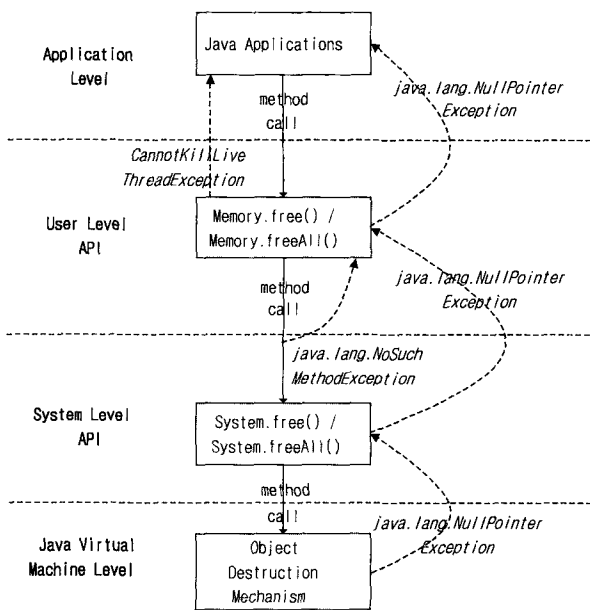 Application
Level
Java Applications
java.lang.NullPointer
Exception
method
call
CannotKillLive
ThreadException
User Level
API
Memory.free() /
Memory.freeAll()
method
call
java.lang.NullPointer
Exception
java.lang.NoSuch
MethodException
System Level
API
System.free() /
System.freeAll()
method
call
java.lang.NullPointer
Exception
Java Virtual
Machine Level
Object
Destruction
Mechanism